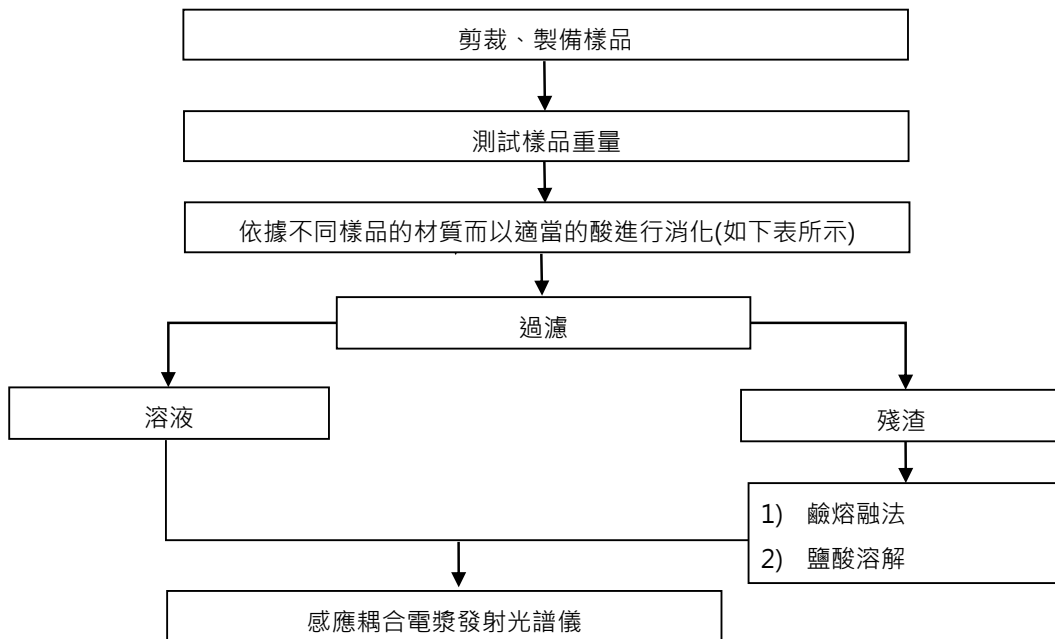 剪裁、製備樣品
測試樣品重量
依據不同樣品的材質而以適當的酸進行消化(如下表所示)
過濾
溶液
殘渣
1) 鹼熔融法
2) 鹽酸溶解
感應耦合電漿發射光譜儀